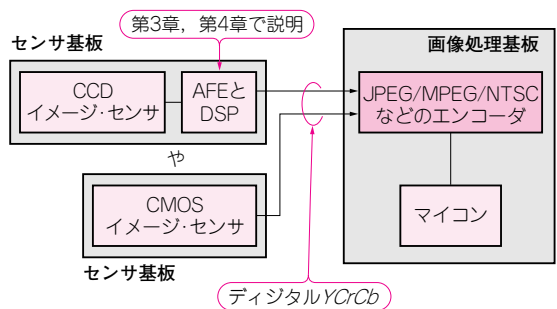 第3章，第4章で説明
センサ基板
CCD
イメージ・センサ
AFEと
DSP
や
CMOS
イメージ・センサ
センサ基板
画像処理基板
JPEG/MPEG/NTSC
などのエンコーダ
マイコン
ディジタルYCrCb